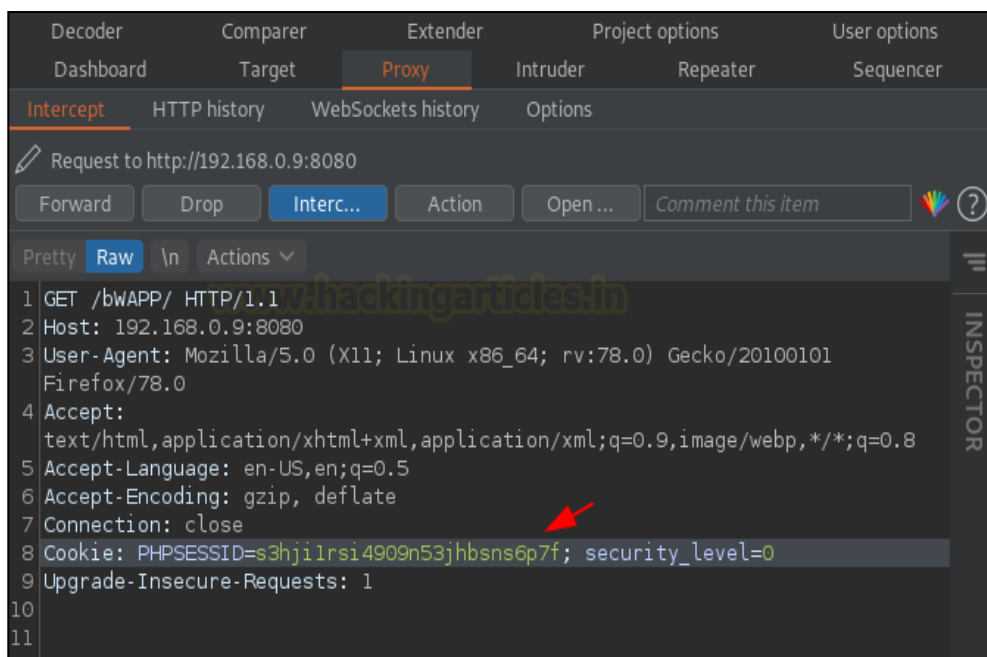 Decoder Comparer Extender Project options User options
Dashboard Target Proxy Intruder Repeater Sequencer
Intercept HTTP history WebSockets history Options
Request to http://192.168.0.9:8080
Forward Drop Interc... Action Open ... Comment this item ?
Pretty Raw \n Actions
www.hackingarticles.in
1 GET /bWAPP/ HTTP/1.1
2 Host: 192.168.0.9:8080
3 User-Agent: Mozilla/5.0 (X11; Linux x86_64; rv:78.0) Gecko/20100101
Firefox/78.0
4 Accept:
text/html,application/xhtml+xml,application/xml;q=0.9,image/webp,*/*;q=0.8
5 Accept-Language: en-US,en;q=0.5
6 Accept-Encoding: gzip, deflate
7 Connection: close
8 Cookie: PHPSESSID=s3hji1rsi4909n53jhbsns6p7f; security_level=0
9 Upgrade-Insecure-Requests: 1
10
11
INSPECTOR